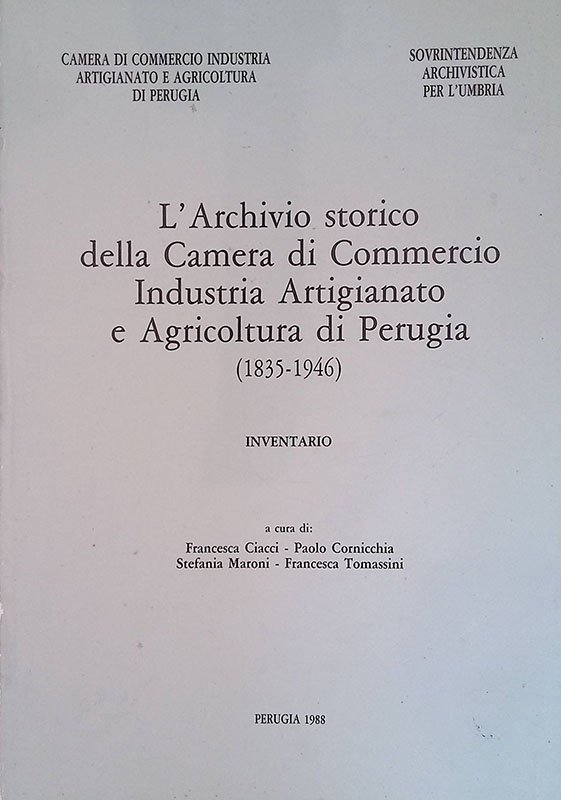 CAMERA DI COMMERCIO INDUSTRIA
ARTIGIANATO E AGRICOLTURA
DI PERUGIA
SOVRINTENDENZA
ARCHIVISTICA
PER L'UMBRIA
L'Archivio storico
della Camera di Commercio
Industria Artigianato
e Agricoltura di Perugia
(1835-1946)
INVENTARIO
a cura di:
Francesca Ciacci - Paolo Cornicchia
Stefania Maroni - Francesca Tomassini
PERUGIA 1988